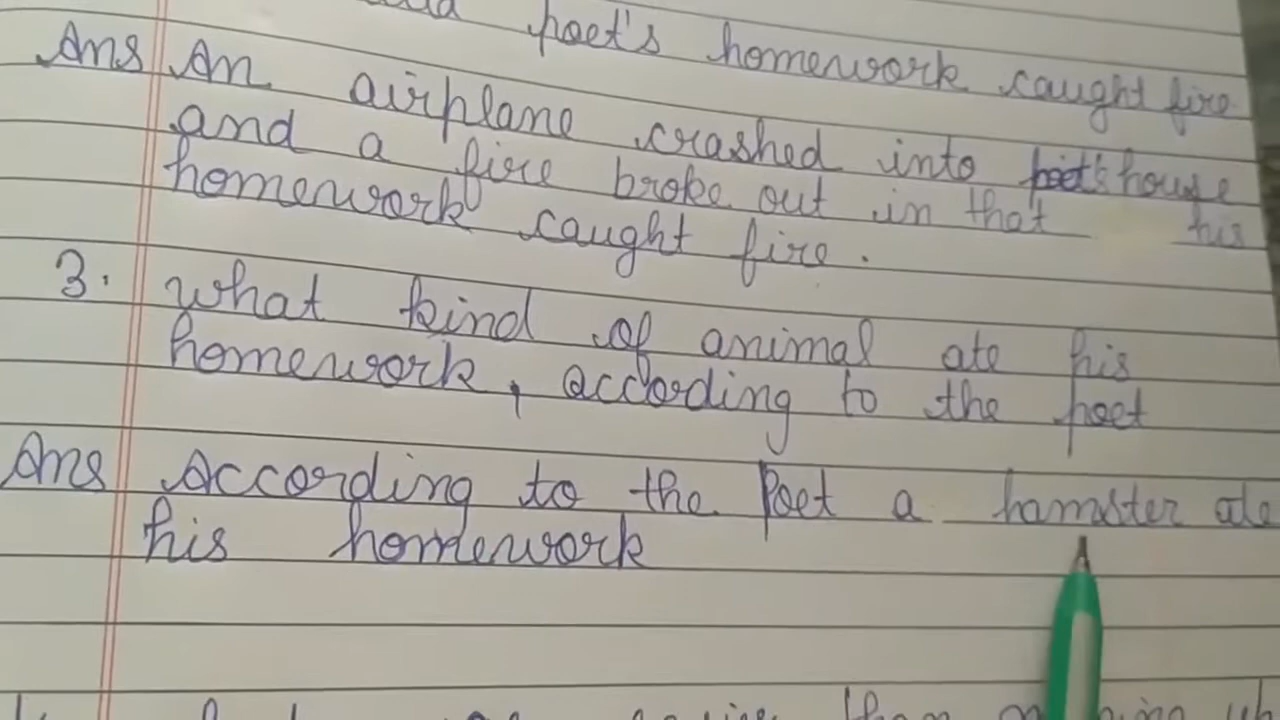 poet's homework caught fire
Ans An airplane crashed into poet's house
and a fire broke out in that his
homework caught fire.
3. what kind of animal ate his
homework, according to the poet
Ans According to the Poet a hamster ate
his homework